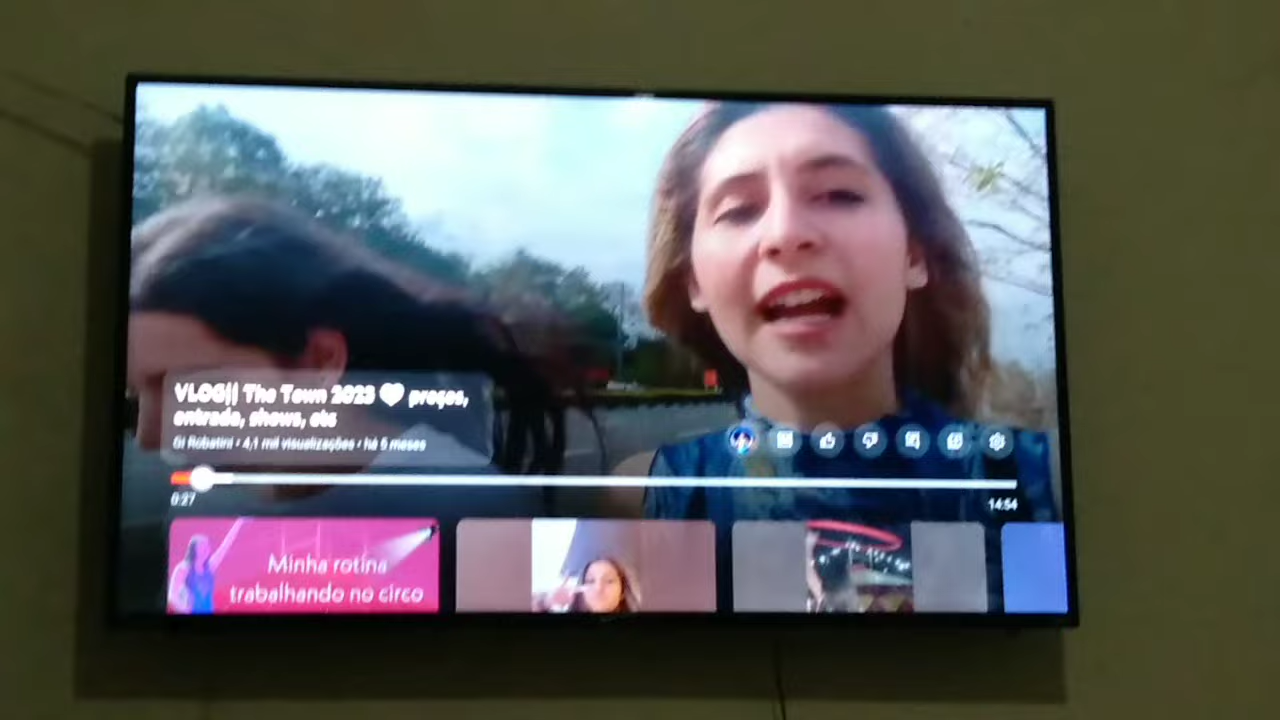 VLOG|| The Town 2023 🤍 preços,
entrada, shows, etc
Gi Robatini • 4,1 mil visualizações • há 5 meses
0:27
14:54
Minha rotina
trabalhando no circo